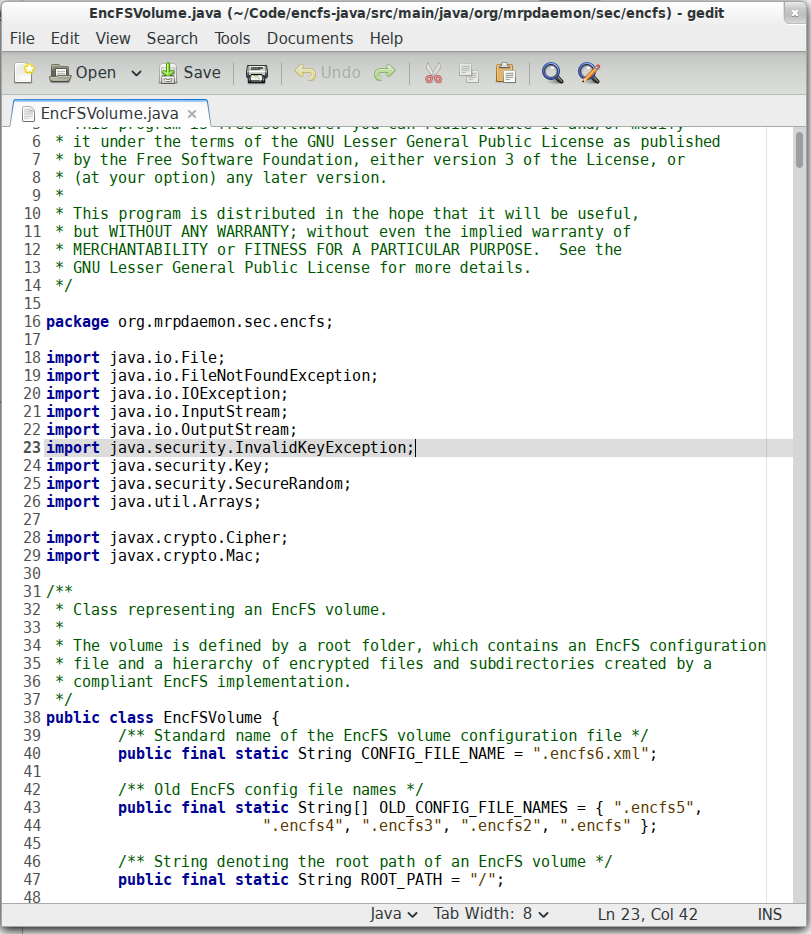 EncFSVolume.java (~/Code/encfs-java/src/main/java/org/mrpdaemon/sec/encfs) - gedit
File Edit View Search Tools Documents Help
Open Save Undo
EncFSVolume.java
5 * This program is free software: you can redistribute it and/or modify
6 * it under the terms of the GNU Lesser General Public License as published
7 * by the Free Software Foundation, either version 3 of the License, or
8 * (at your option) any later version.
9 *
10 * This program is distributed in the hope that it will be useful,
11 * but WITHOUT ANY WARRANTY; without even the implied warranty of
12 * MERCHANTABILITY or FITNESS FOR A PARTICULAR PURPOSE.  See the
13 * GNU Lesser General Public License for more details.
14 */
15
16 package org.mrpdaemon.sec.encfs;
17
18 import java.io.File;
19 import java.io.FileNotFoundException;
20 import java.io.IOException;
21 import java.io.InputStream;
22 import java.io.OutputStream;
23 import java.security.InvalidKeyException;
24 import java.security.Key;
25 import java.security.SecureRandom;
26 import java.util.Arrays;
27
28 import javax.crypto.Cipher;
29 import javax.crypto.Mac;
30
31 /**
32 * Class representing an EncFS volume.
33 *
34 * The volume is defined by a root folder, which contains an EncFS configuration
35 * file and a hierarchy of encrypted files and subdirectories created by a
36 * compliant EncFS implementation.
37 */
38 public class EncFSVolume {
39 /** Standard name of the EncFS volume configuration file */
40 public final static String CONFIG_FILE_NAME = ".encfs6.xml";
41
42 /** Old EncFS config file names */
43 public final static String[] OLD_CONFIG_FILE_NAMES = { ".encfs5",
44 ".encfs4", ".encfs3", ".encfs2", ".encfs" };
45
46 /** String denoting the root path of an EncFS volume */
47 public final static String ROOT_PATH = "/";
48
Java Tab Width: 8 Ln 23, Col 42 INS